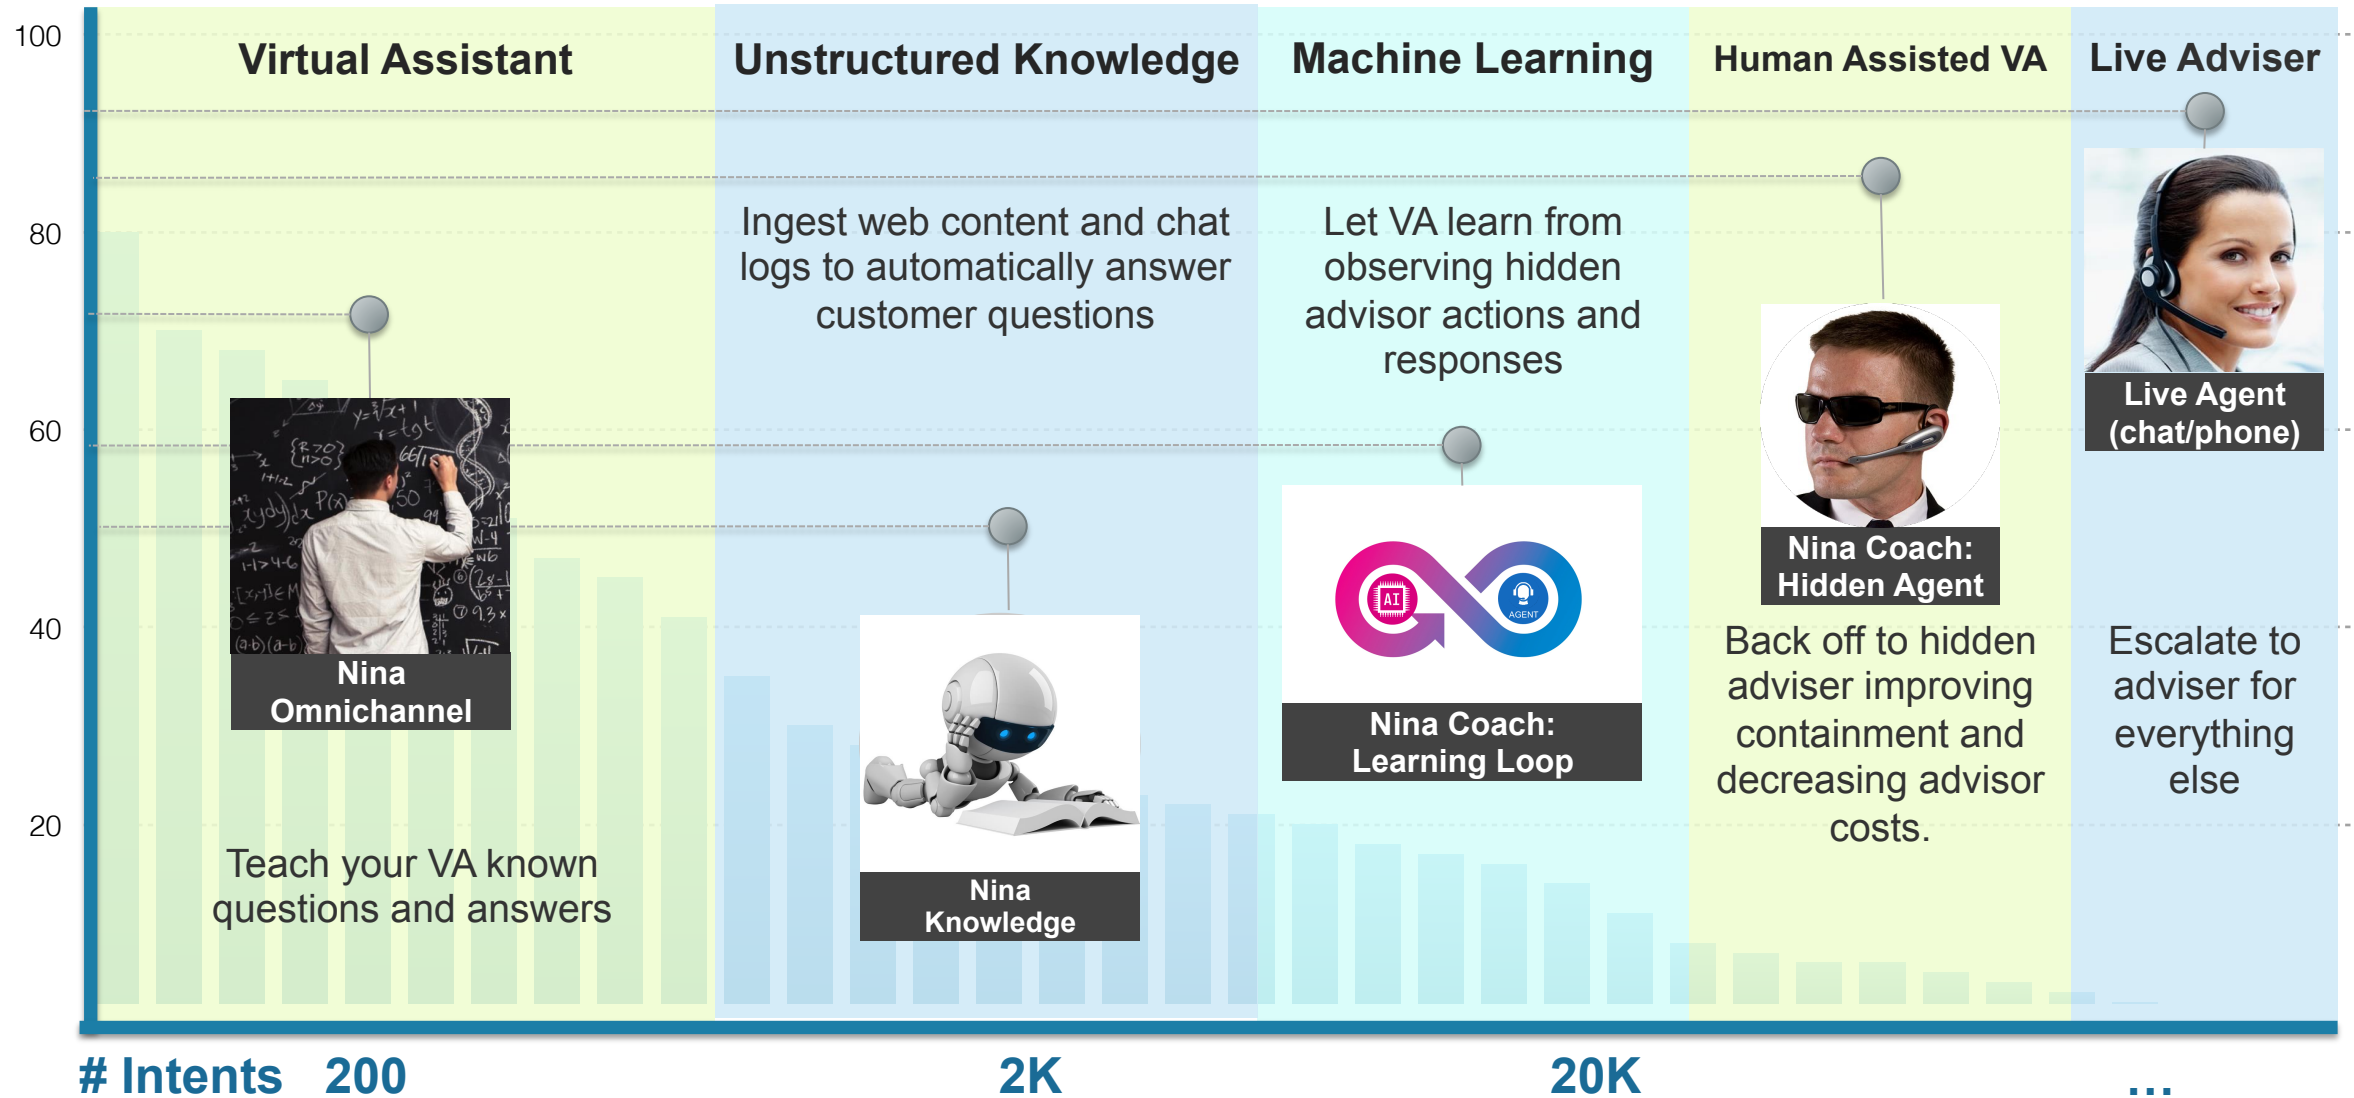 100
80
60
40
20
Virtual Assistant
Unstructured Knowledge
Machine Learning
Human Assisted VA
Live Adviser
Nina
Omnichannel
Teach your VA known
questions and answers
Ingest web content and chat
logs to automatically answer
customer questions
Nina
Knowledge
Let VA learn from
observing hidden
advisor actions and
responses
AI
AGENT
Nina Coach:
Learning Loop
Nina Coach:
Hidden Agent
Back off to hidden
adviser improving
containment and
decreasing advisor
costs.
Live Agent
(chat/phone)
Escalate to
adviser for
everything
else
# Intents 200 2K 20K ...